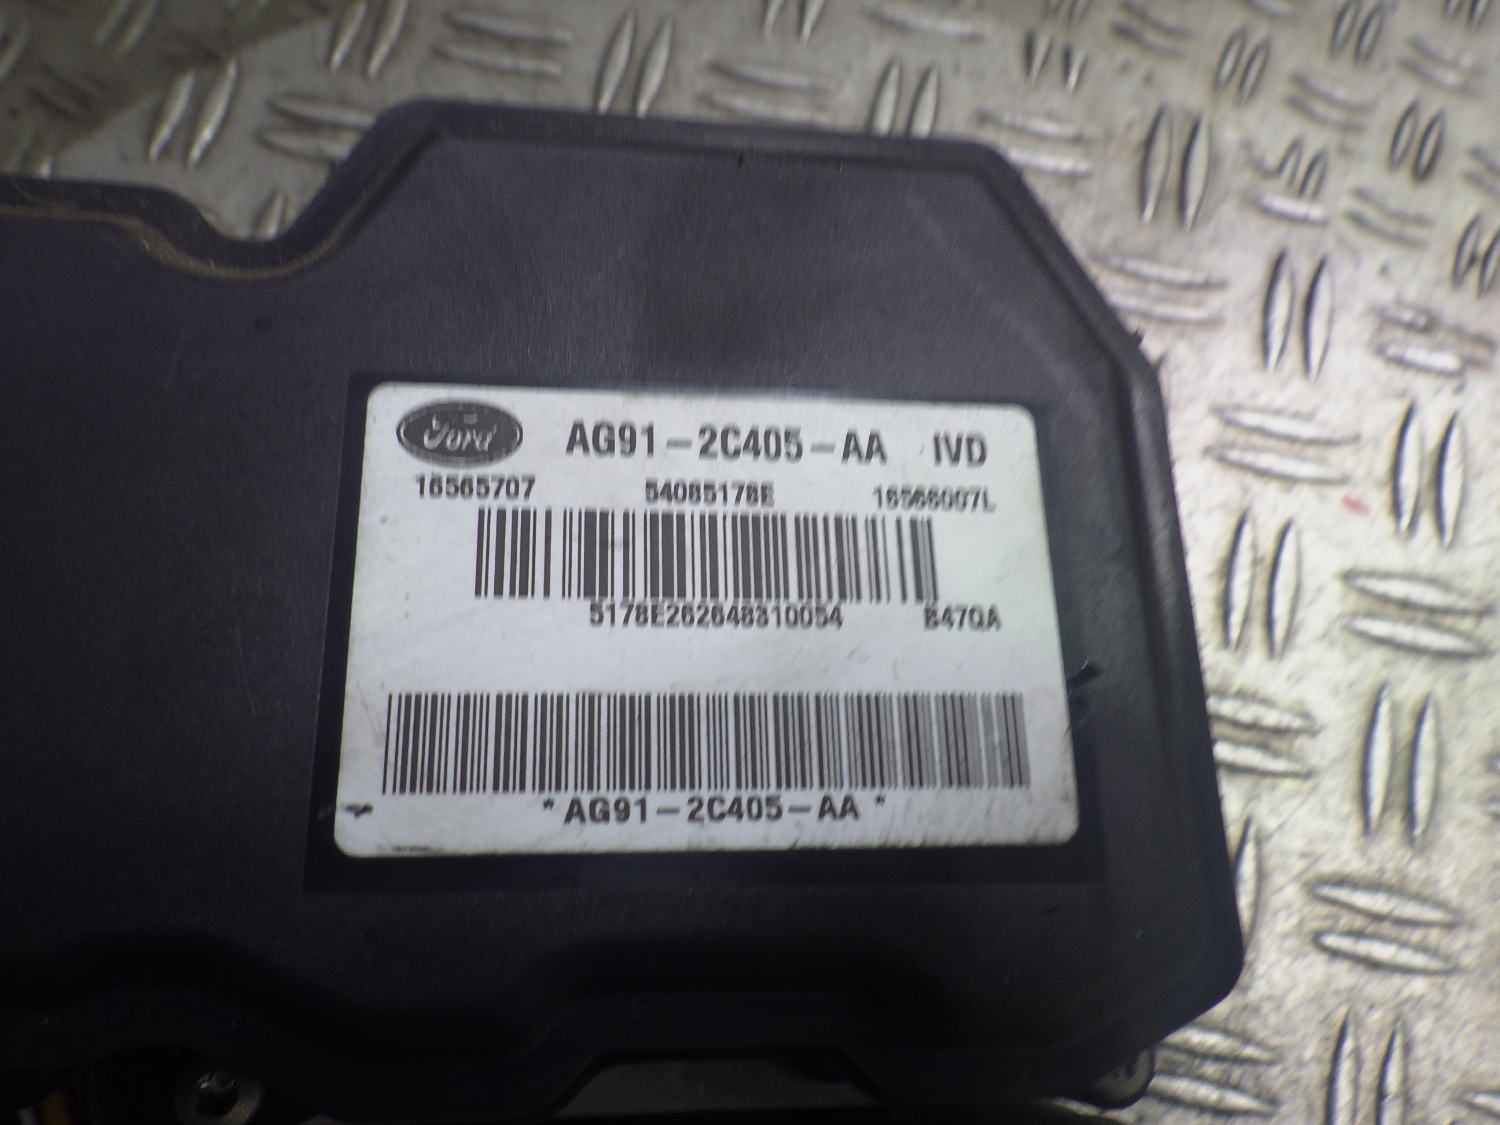 Ford AG91-2C405-AA IVD
16565707 54085178E 16566007L
5178E262648310054 B47QA
*AG91-2C405-AA*